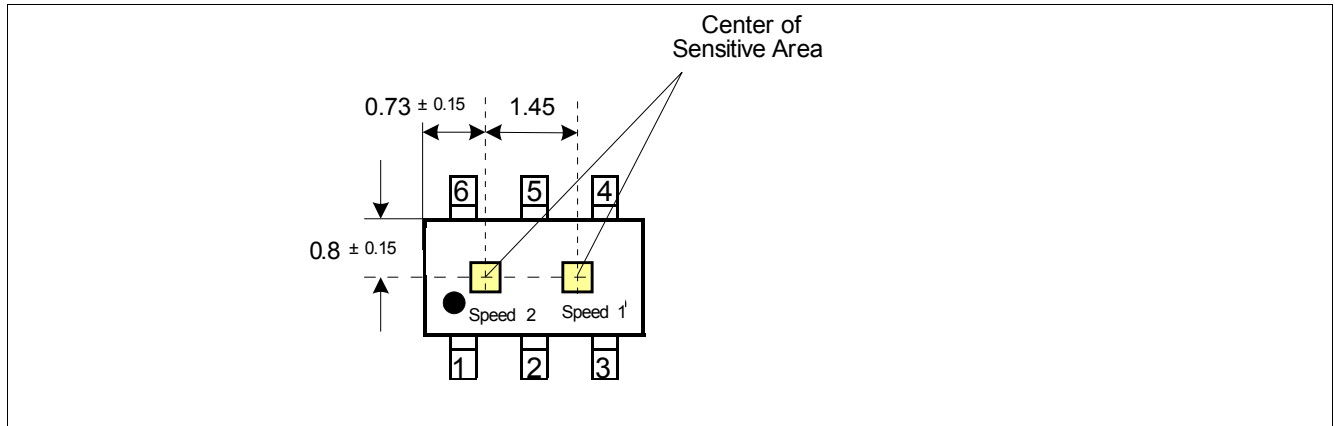 Center of
Sensitive Area
0.73 ± 0.15
1.45
6
5
4
0.8 ± 0.15
Speed 2
Speed 1
1
2
3